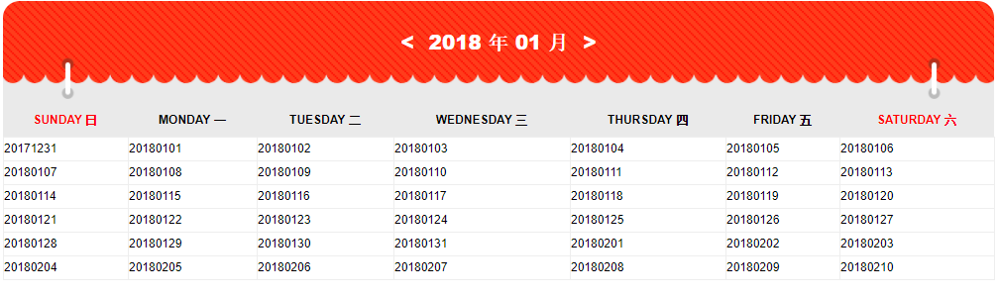 < 2018 年 01 月 >
SUNDAY 日 MONDAY 一 TUESDAY 二 WEDNESDAY 三 THURSDAY 四 FRIDAY 五 SATURDAY 六
20171231 20180101 20180102 20180103 20180104 20180105 20180106
20180107 20180108 20180109 20180110 20180111 20180112 20180113
20180114 20180115 20180116 20180117 20180118 20180119 20180120
20180121 20180122 20180123 20180124 20180125 20180126 20180127
20180128 20180129 20180130 20180131 20180201 20180202 20180203
20180204 20180205 20180206 20180207 20180208 20180209 20180210